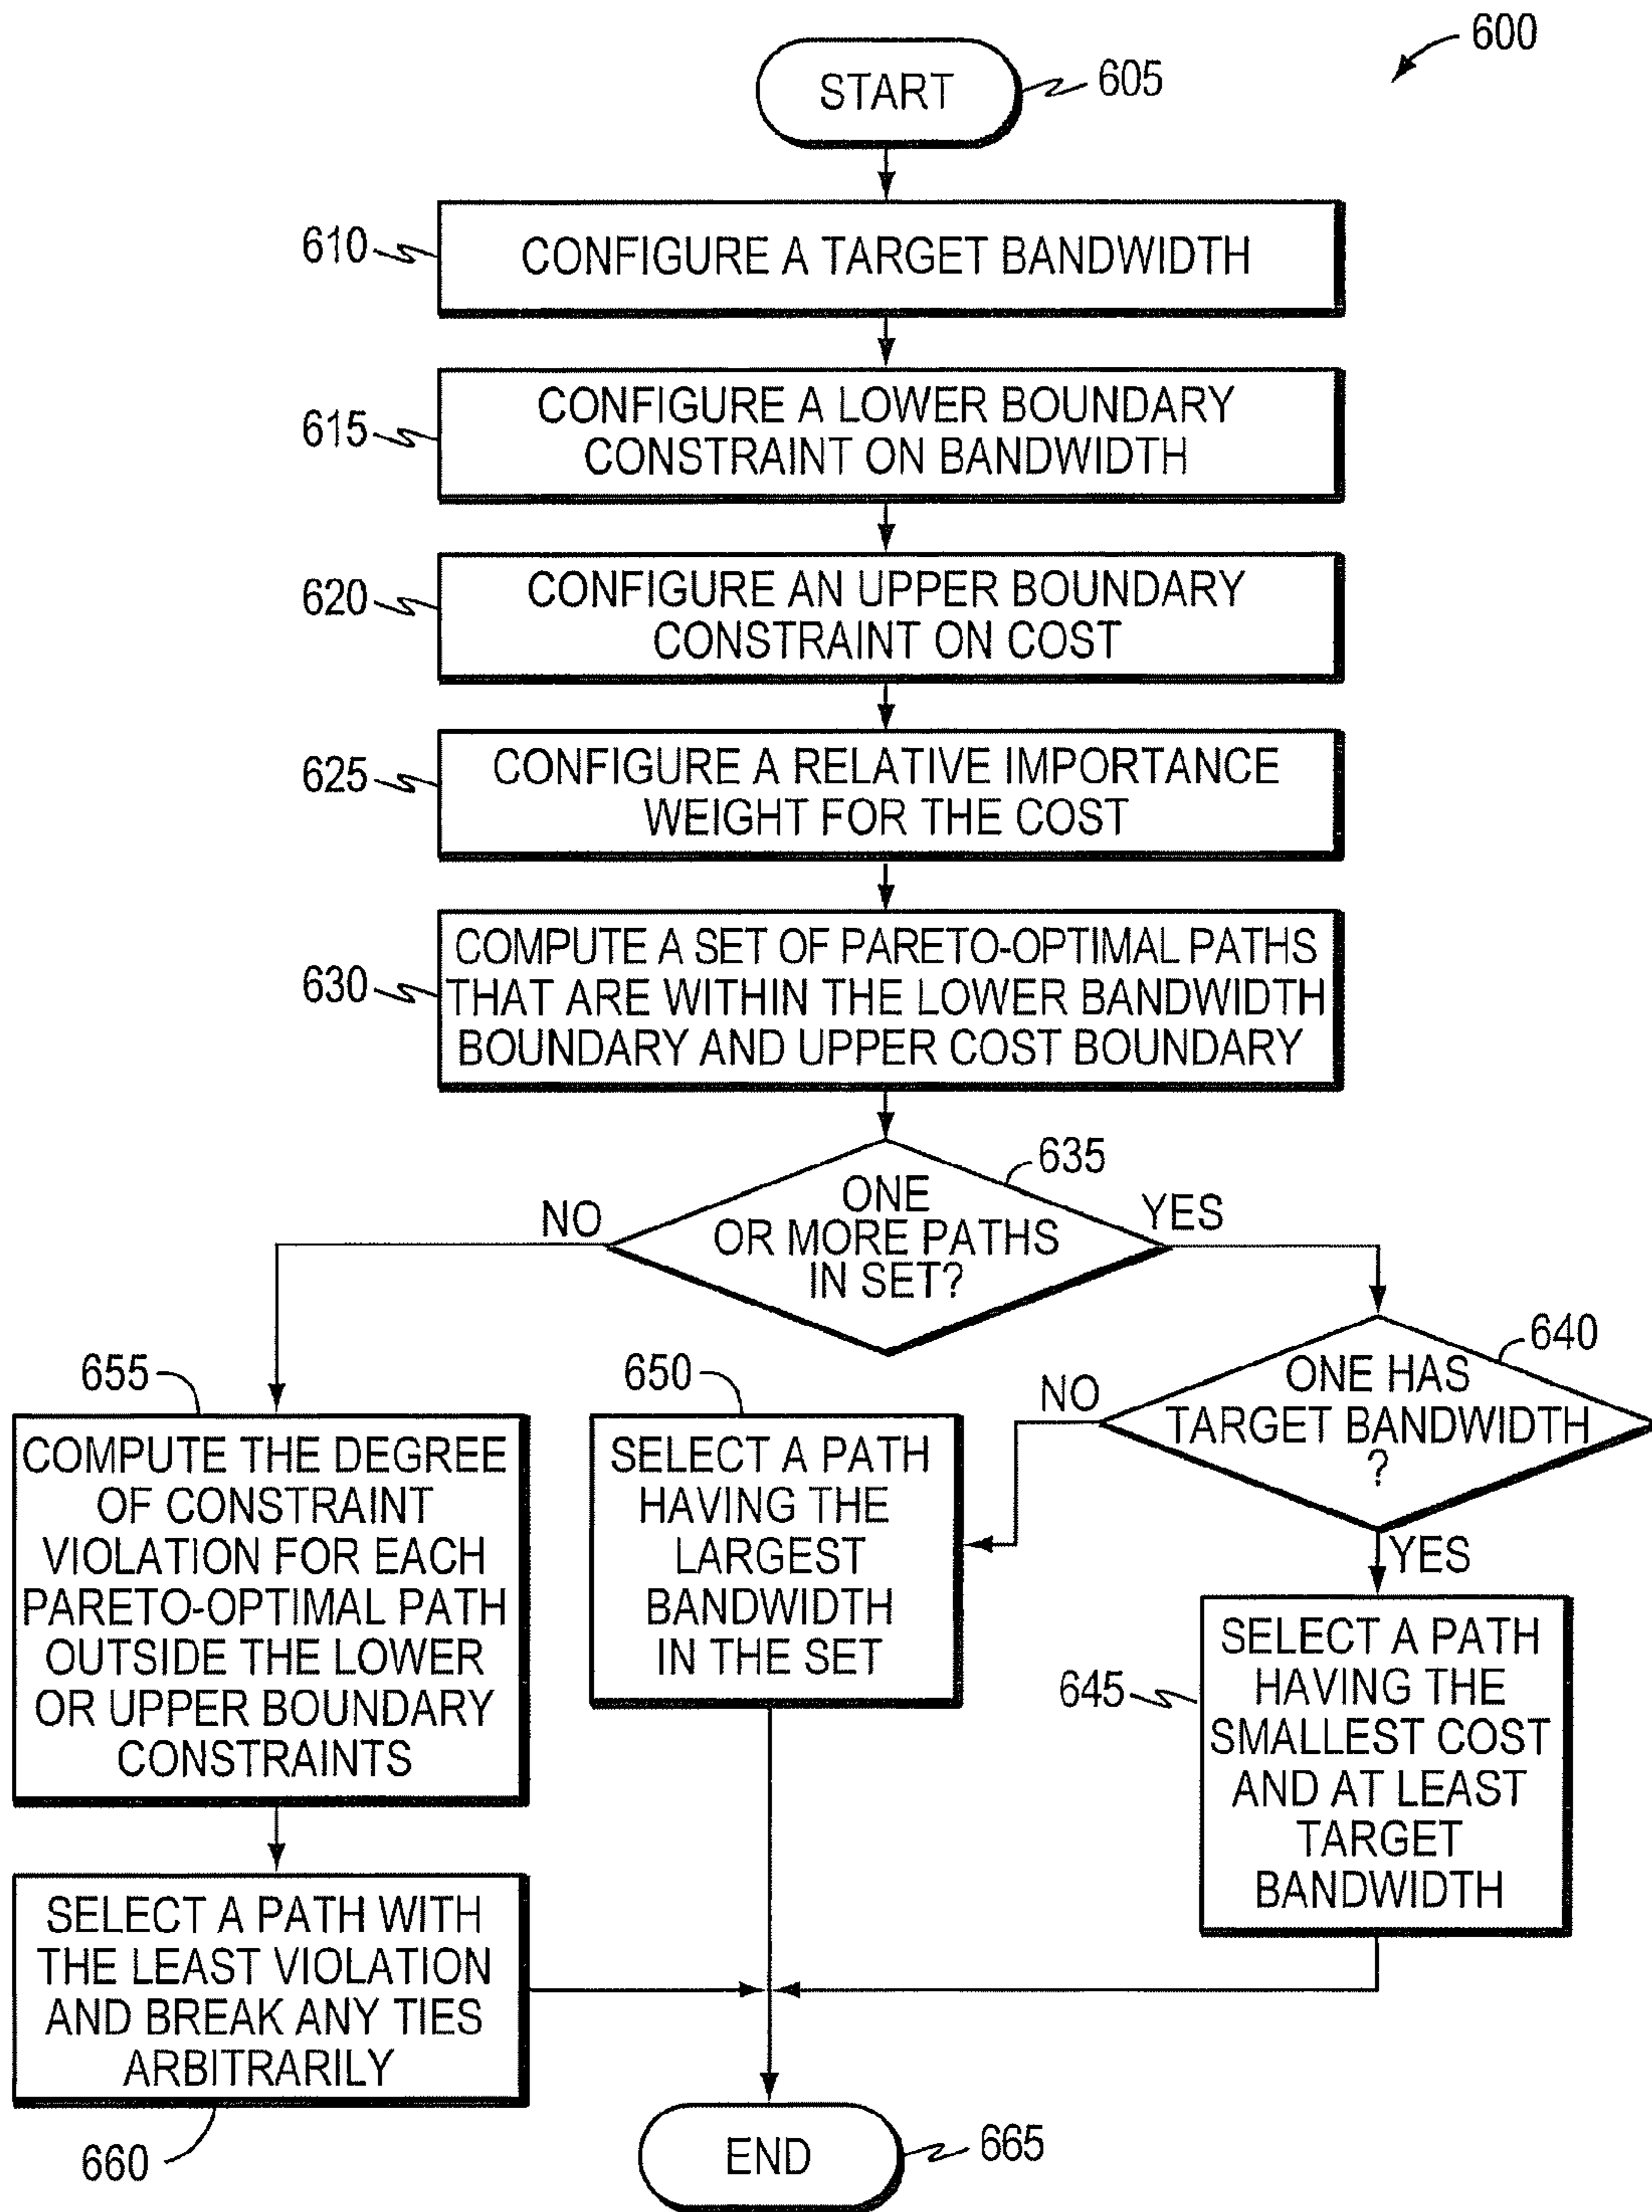 600
START
605
610
CONFIGURE A TARGET BANDWIDTH
615
CONFIGURE A LOWER BOUNDARY
CONSTRAINT ON BANDWIDTH
620
CONFIGURE AN UPPER BOUNDARY
CONSTRAINT ON COST
625
CONFIGURE A RELATIVE IMPORTANCE
WEIGHT FOR THE COST
630
COMPUTE A SET OF PARETO-OPTIMAL PATHS
THAT ARE WITHIN THE LOWER BANDWIDTH
BOUNDARY AND UPPER COST BOUNDARY
635
ONE
OR MORE PATHS
IN SET?
NO
YES
640
ONE HAS
TARGET BANDWIDTH
?
NO
YES
655
COMPUTE THE DEGREE
OF CONSTRAINT
VIOLATION FOR EACH
PARETO-OPTIMAL PATH
OUTSIDE THE LOWER
OR UPPER BOUNDARY
CONSTRAINTS
650
SELECT A PATH
HAVING THE
LARGEST
BANDWIDTH
IN THE SET
645
SELECT A PATH
HAVING THE
SMALLEST COST
AND AT LEAST
TARGET
BANDWIDTH
SELECT A PATH WITH
THE LEAST VIOLATION
AND BREAK ANY TIES
ARBITRARILY
660
END
665